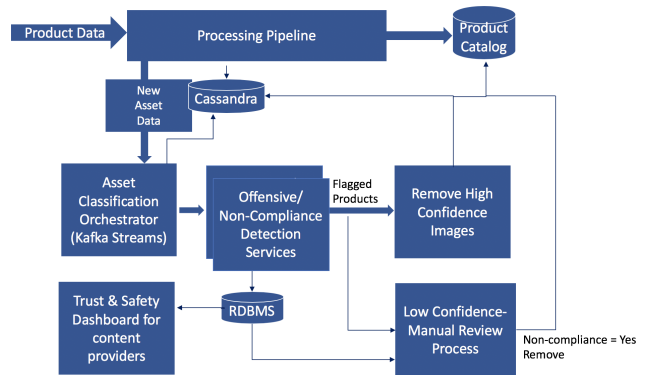 Product Data
Processing Pipeline
Product
Catalog
New
Asset
Data
Cassandra
Asset
Classification
Orchestrator
(Kafka Streams)
Offensive/
Non-Compliance
Detection
Services
Flagged
Products
Remove High
Confidence
Images
Trust & Safety
Dashboard for
content
providers
RDBMS
Low Confidence-
Manual Review
Process
Non-compliance = Yes
Remove